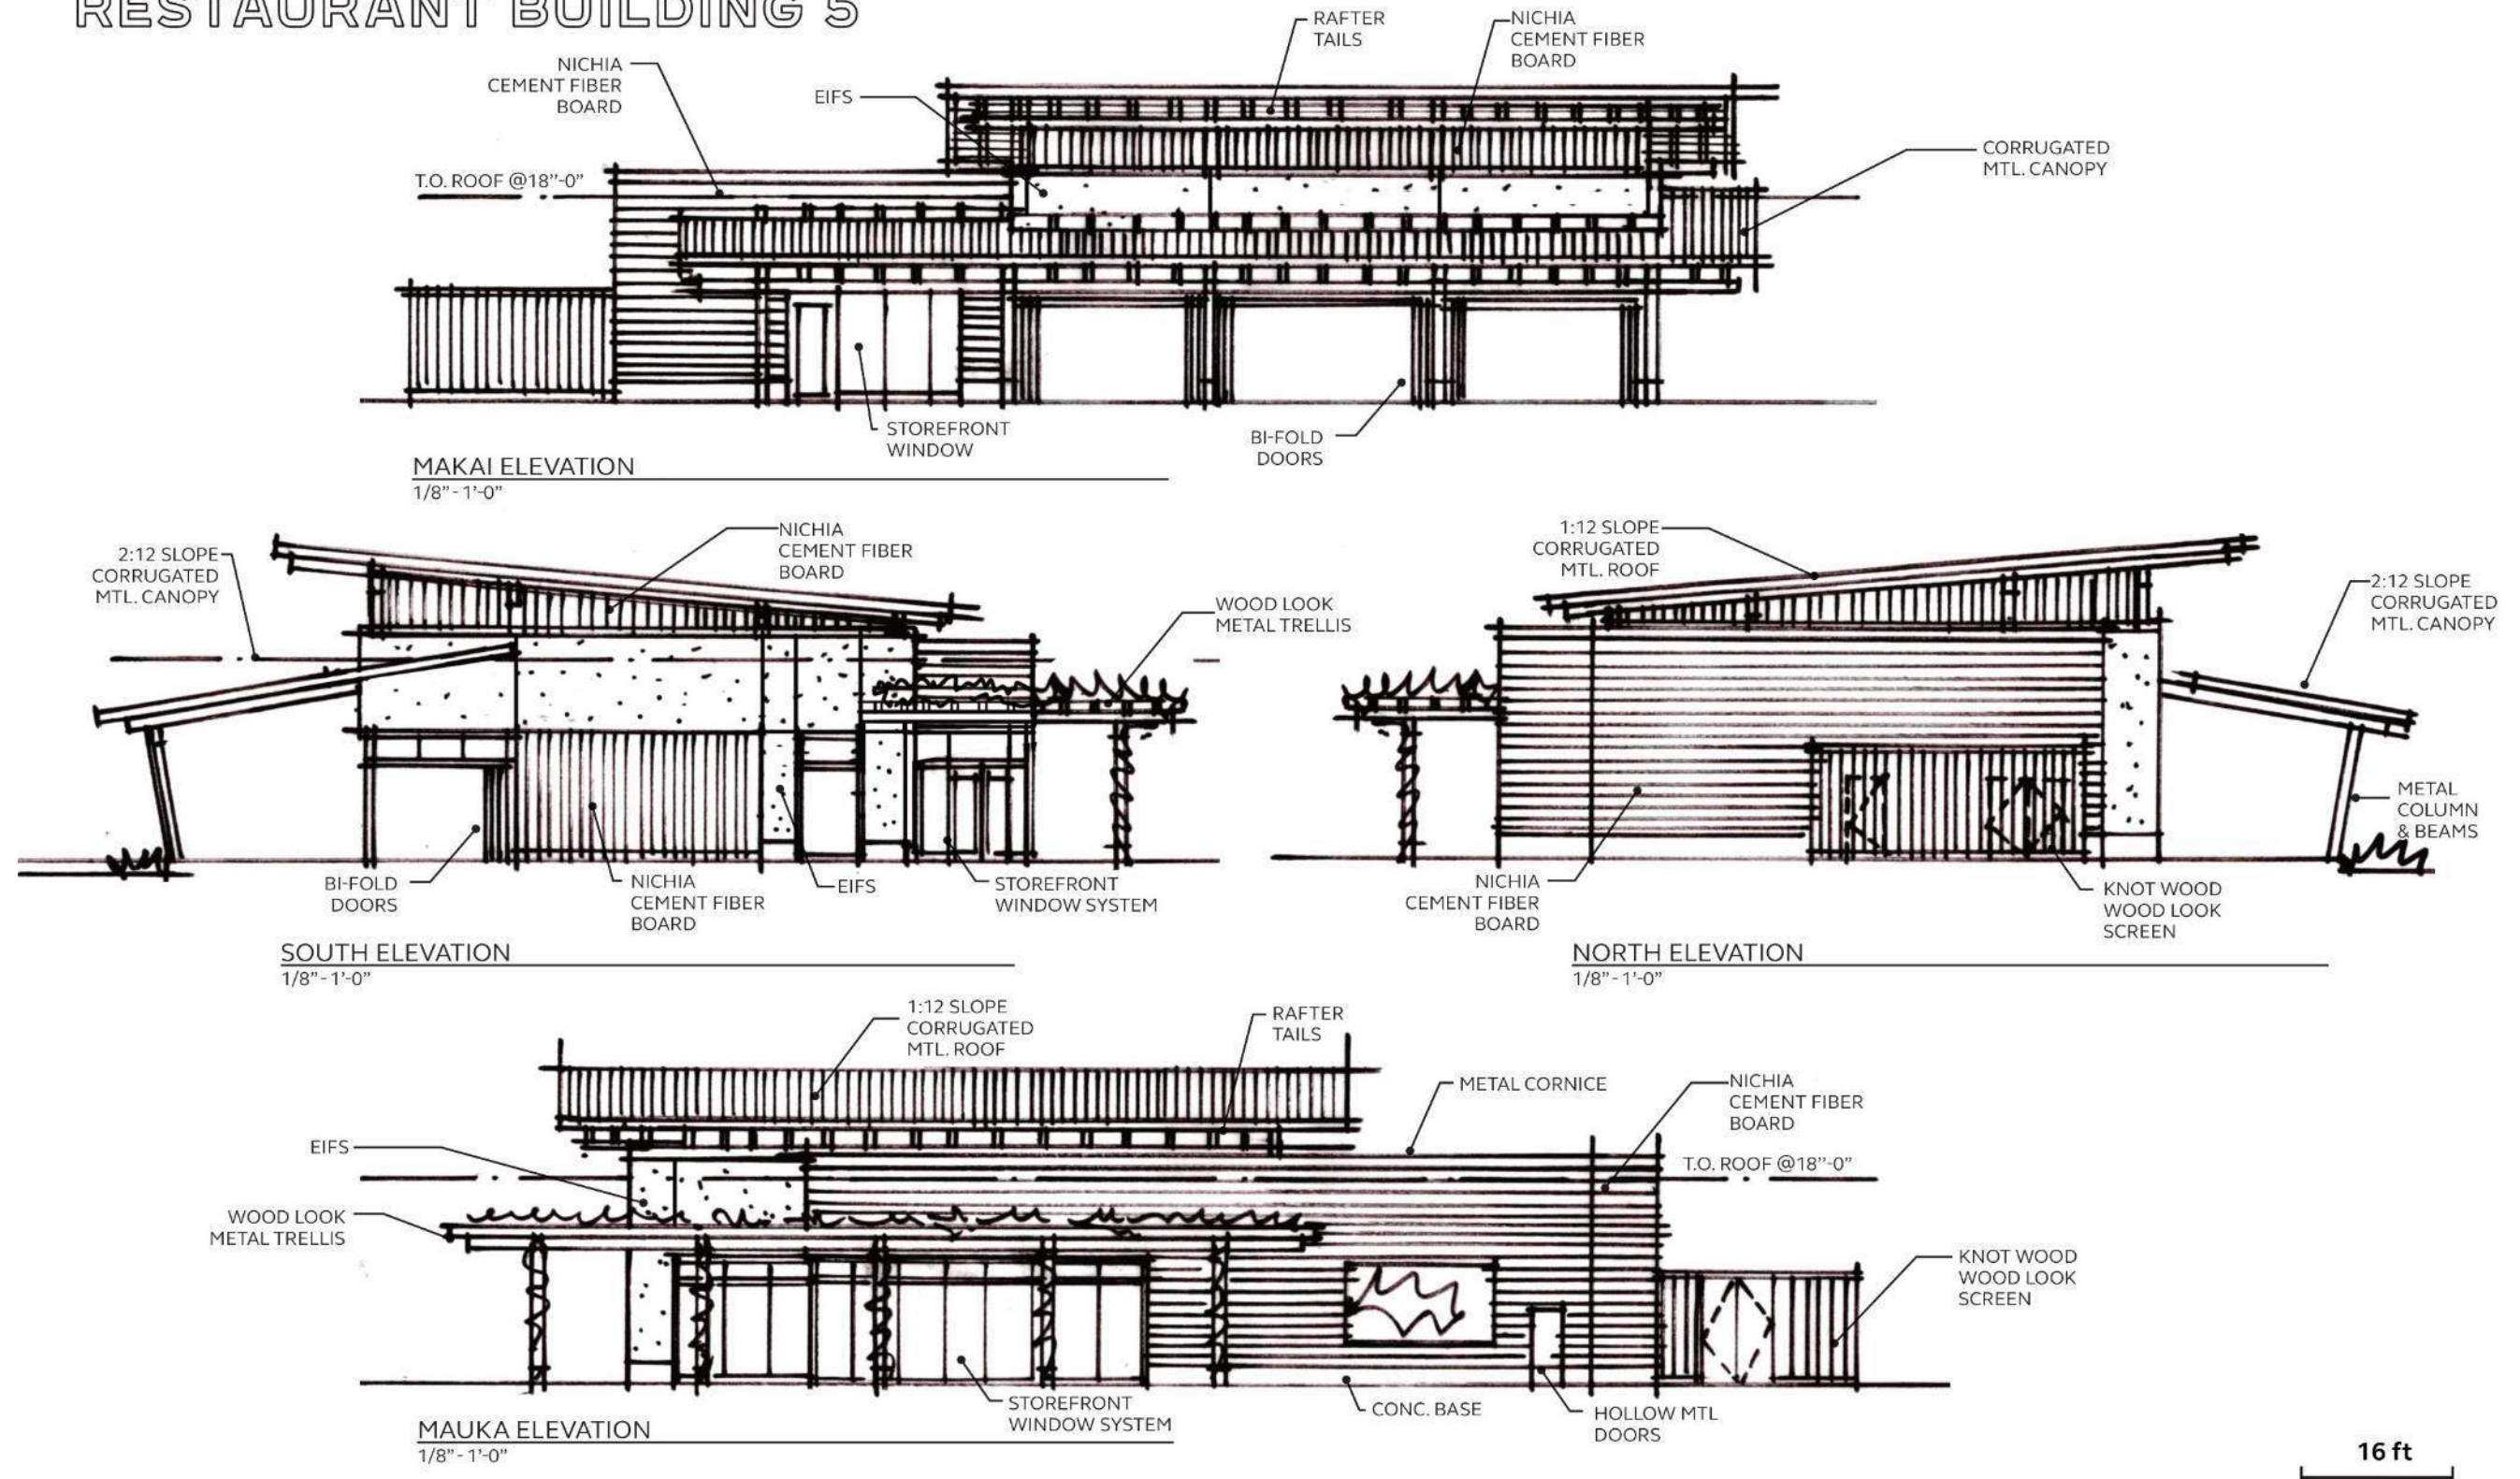 RESTAURANT BUILDING 5
RAFTER
TAILS
NICHIA
CEMENT FIBER
BOARD
NICHIA
CEMENT FIBER
BOARD
EIFS
CORRUGATED
MTL. CANOPY
T.O. ROOF @18"-0"
STOREFRONT
WINDOW
BI-FOLD
DOORS
MAKAI ELEVATION
1/8" - 1'-0"
2:12 SLOPE
CORRUGATED
MTL. CANOPY
NICHIA
CEMENT FIBER
BOARD
WOOD LOOK
METAL TRELLIS
BI-FOLD
DOORS
NICHIA
CEMENT FIBER
BOARD
EIFS
STOREFRONT
WINDOW SYSTEM
SOUTH ELEVATION
1/8" - 1'-0"
1:12 SLOPE
CORRUGATED
MTL. ROOF
2:12 SLOPE
CORRUGATED
MTL. CANOPY
METAL
COLUMN
& BEAMS
NICHIA
CEMENT FIBER
BOARD
KNOT WOOD
WOOD LOOK
SCREEN
NORTH ELEVATION
1/8" - 1'-0"
1:12 SLOPE
CORRUGATED
MTL. ROOF
RAFTER
TAILS
METAL CORNICE
NICHIA
CEMENT FIBER
BOARD
EIFS
T.O. ROOF @18"-0"
WOOD LOOK
METAL TRELLIS
KNOT WOOD
WOOD LOOK
SCREEN
STOREFRONT
WINDOW SYSTEM
CONC. BASE
HOLLOW MTL
DOORS
MAUKA ELEVATION
1/8" - 1'-0"
16 ft